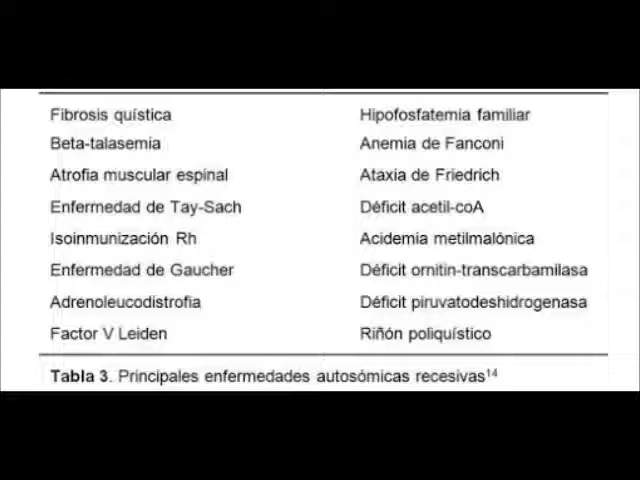 Fibrosis quística Hipofosfatemia familiar
Beta-talasemia Anemia de Fanconi
Atrofia muscular espinal Ataxia de Friedrich
Enfermedad de Tay-Sach Déficit acetil-coA
Isoinmunización Rh Acidemia metilmalónica
Enfermedad de Gaucher Déficit ornitin-transcarbamilasa
Adrenoleucodistrofia Déficit piruvatodeshidrogenasa
Factor V Leiden Riñón poliquístico
Tabla 3. Principales enfermedades autosómicas recesivas14